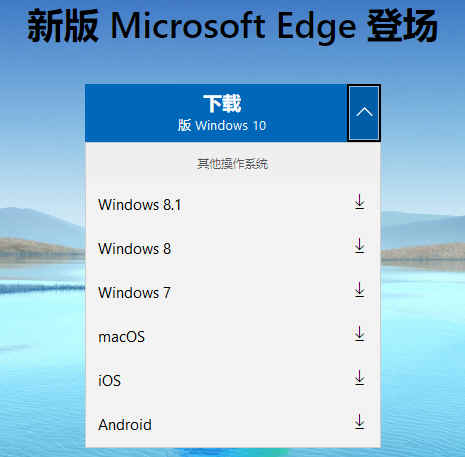 新版 Microsoft Edge 登场
下载
版 Windows 10
其他操作系统
Windows 8.1
Windows 8
Windows 7
macOS
iOS
Android